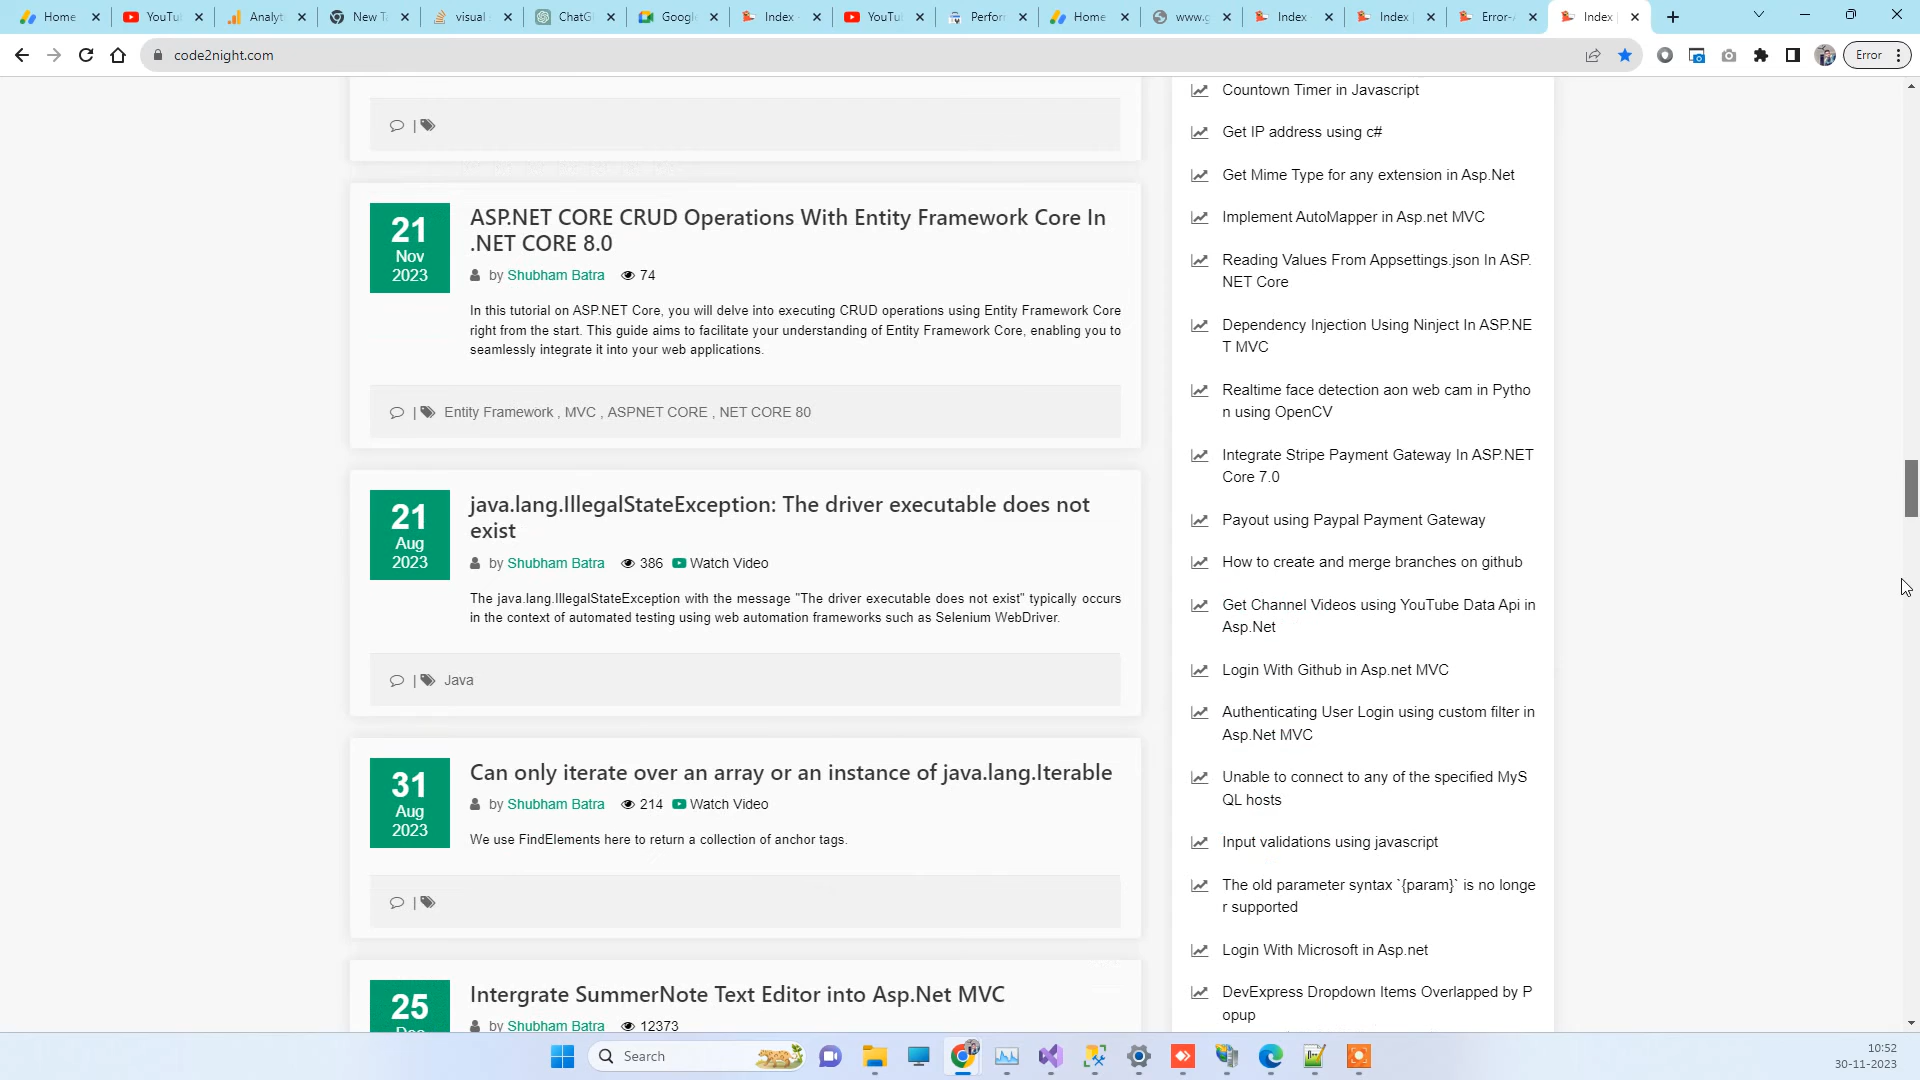 Home
YouTu
Analyt
New Ta
visual
ChatG
Googl
Index
YouTu
Perfor
Home
www.g
Index
Index
Error-
Index
code2night.com
Error
21
Nov
2023
ASP.NET CORE CRUD Operations With Entity Framework Core In
.NET CORE 8.0
by Shubham Batra 74
In this tutorial on ASP.NET Core, you will delve into executing CRUD operations using Entity Framework Core
right from the start. This guide aims to facilitate your understanding of Entity Framework Core, enabling you to
seamlessly integrate it into your web applications.
| Entity Framework , MVC , ASPNET CORE , NET CORE 80
21
Aug
2023
java.lang.IllegalStateException: The driver executable does not
exist
by Shubham Batra 386 Watch Video
The java.lang.IllegalStateException with the message "The driver executable does not exist" typically occurs
in the context of automated testing using web automation frameworks such as Selenium WebDriver.
| Java
31
Aug
2023
Can only iterate over an array or an instance of java.lang.Iterable
by Shubham Batra 214 Watch Video
We use FindElements here to return a collection of anchor tags.
25
Intergrate SummerNote Text Editor into Asp.Net MVC
by Shubham Batra 12373
Countown Timer in Javascript
Get IP address using c#
Get Mime Type for any extension in Asp.Net
Implement AutoMapper in Asp.net MVC
Reading Values From Appsettings.json In ASP.
NET Core
Dependency Injection Using Ninject In ASP.NE
T MVC
Realtime face detection aon web cam in Pytho
n using OpenCV
Integrate Stripe Payment Gateway In ASP.NET
Core 7.0
Payout using Paypal Payment Gateway
How to create and merge branches on github
Get Channel Videos using YouTube Data Api in
Asp.Net
Login With Github in Asp.net MVC
Authenticating User Login using custom filter in
Asp.Net MVC
Unable to connect to any of the specified MyS
QL hosts
Input validations using javascript
The old parameter syntax `{param}` is no longe
r supported
Login With Microsoft in Asp.net
DevExpress Dropdown Items Overlapped by P
opup
Search
10:52
30-11-2023